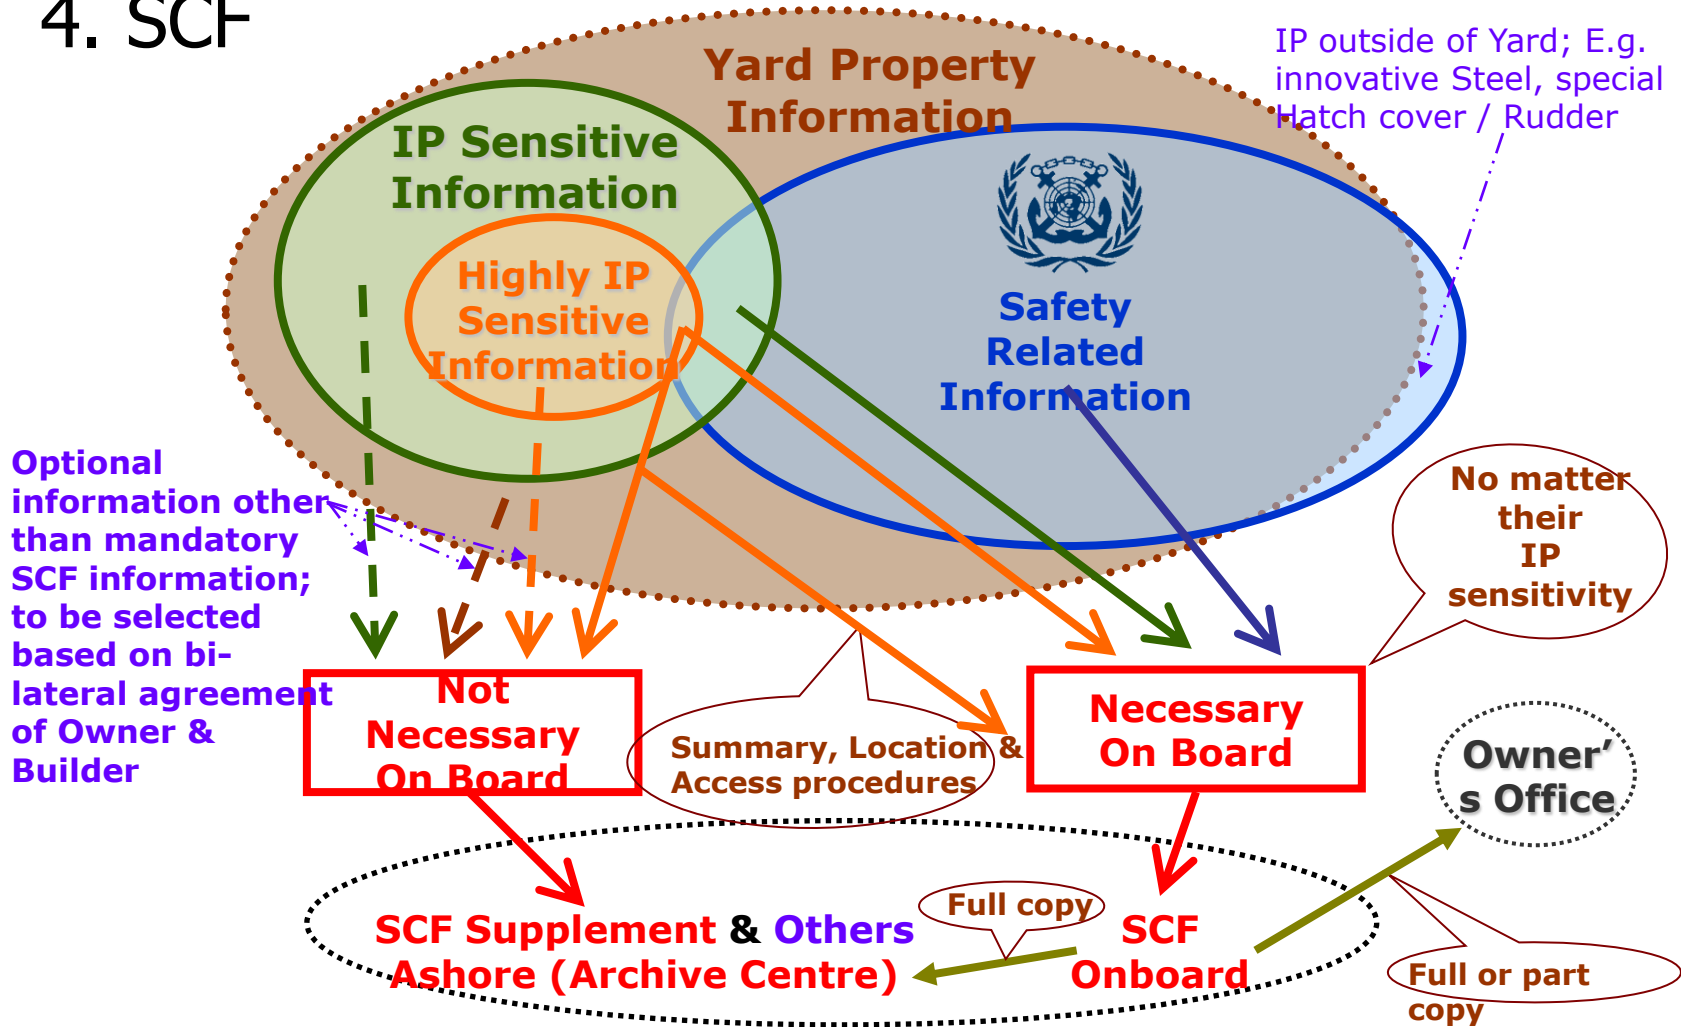 4. SCF
Yard Property
Information
IP outside of Yard; E.g.
innovative Steel, special
Hatch cover / Rudder
IP Sensitive
Information
Highly IP
Sensitive
Information
Safety
Related
Information
Optional
information other
than mandatory
SCF information;
to be selected
based on bi-
lateral agreement
of Owner &
Builder
No matter
their
IP
sensitivity
Not
Necessary
On Board
Summary, Location &
Access procedures
Necessary
On Board
Owner’
s Office
Full copy
SCF Supplement & Others
Ashore (Archive Centre)
SCF
Onboard
Full or part
copy